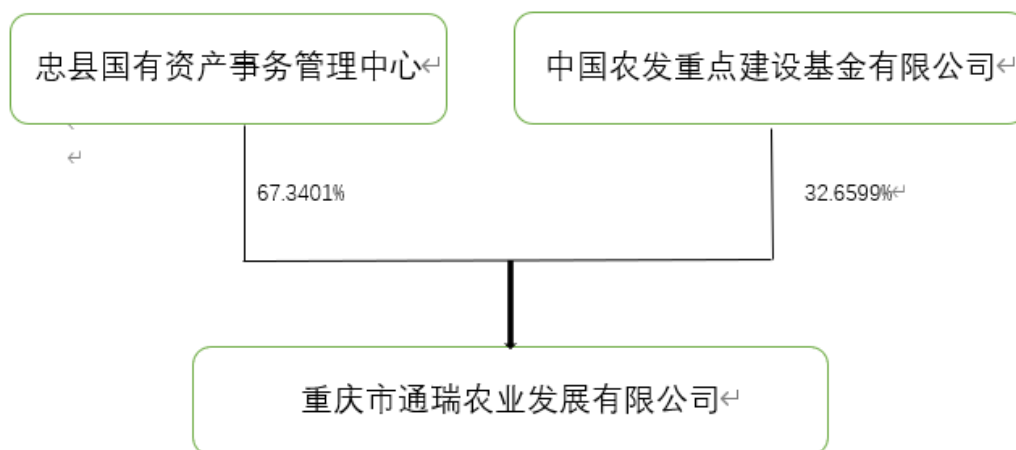 忠县国有资产事务管理中心
中国农发重点建设基金有限公司
67.3401%
32.6599%
重庆市通瑞农业发展有限公司